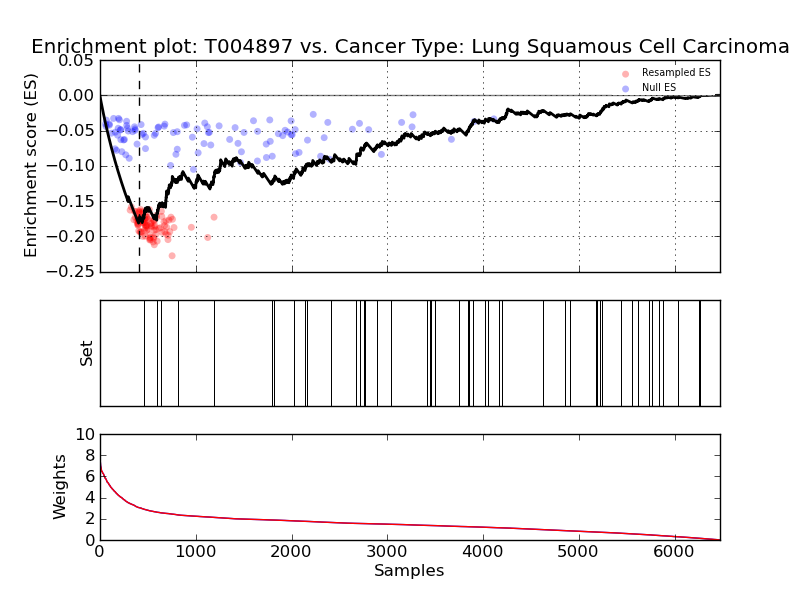 Enrichment plot: T004897 vs. Cancer Type: Lung Squamous Cell Carcinoma
0.05
0.00
−0.05
−0.10
−0.15
−0.20
−0.25
Enrichment score (ES)
Resampled ES
Null ES
Set
10
8
6
4
2
0
Weights
0 1000 2000 3000 4000 5000 6000
Samples